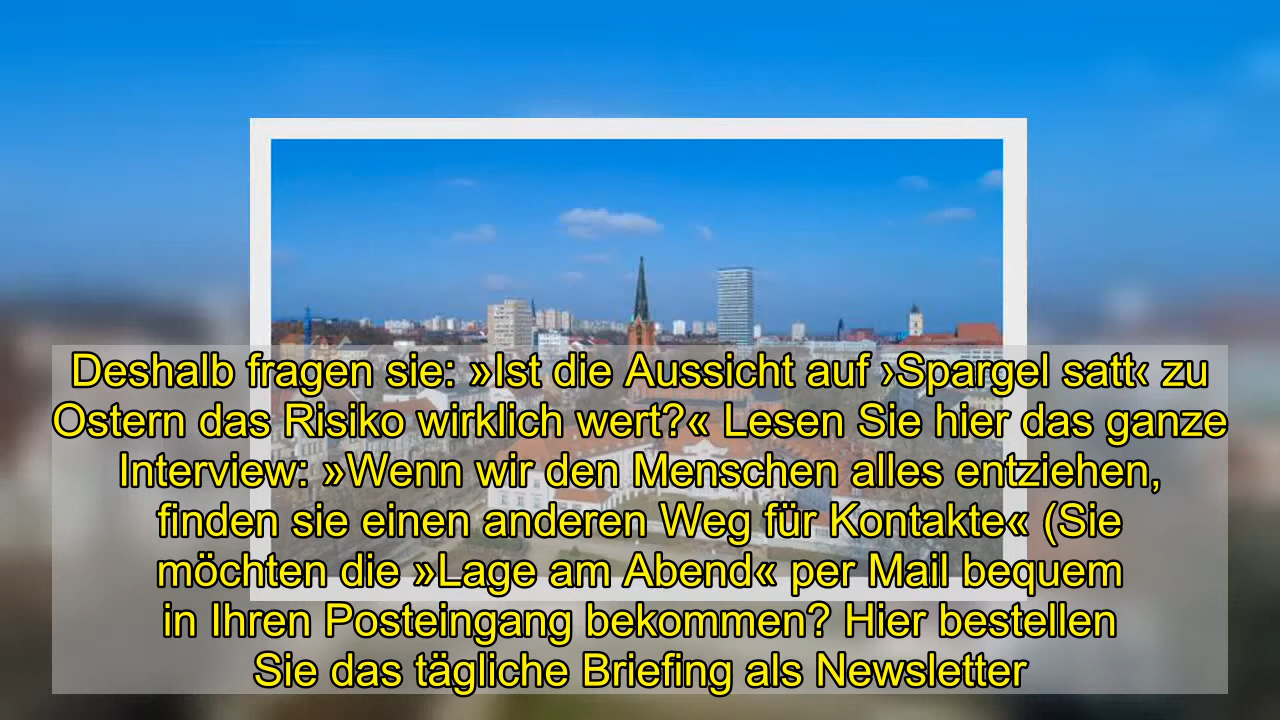 Deshalb fragen sie: »Ist die Aussicht auf ›Spargel satt‹ zu
Ostern das Risiko wirklich wert?« Lesen Sie hier das ganze
Interview: »Wenn wir den Menschen alles entziehen,
finden sie einen anderen Weg für Kontakte« (Sie
möchten die »Lage am Abend« per Mail bequem
in Ihren Posteingang bekommen? Hier bestellen
Sie das tägliche Briefing als Newsletter